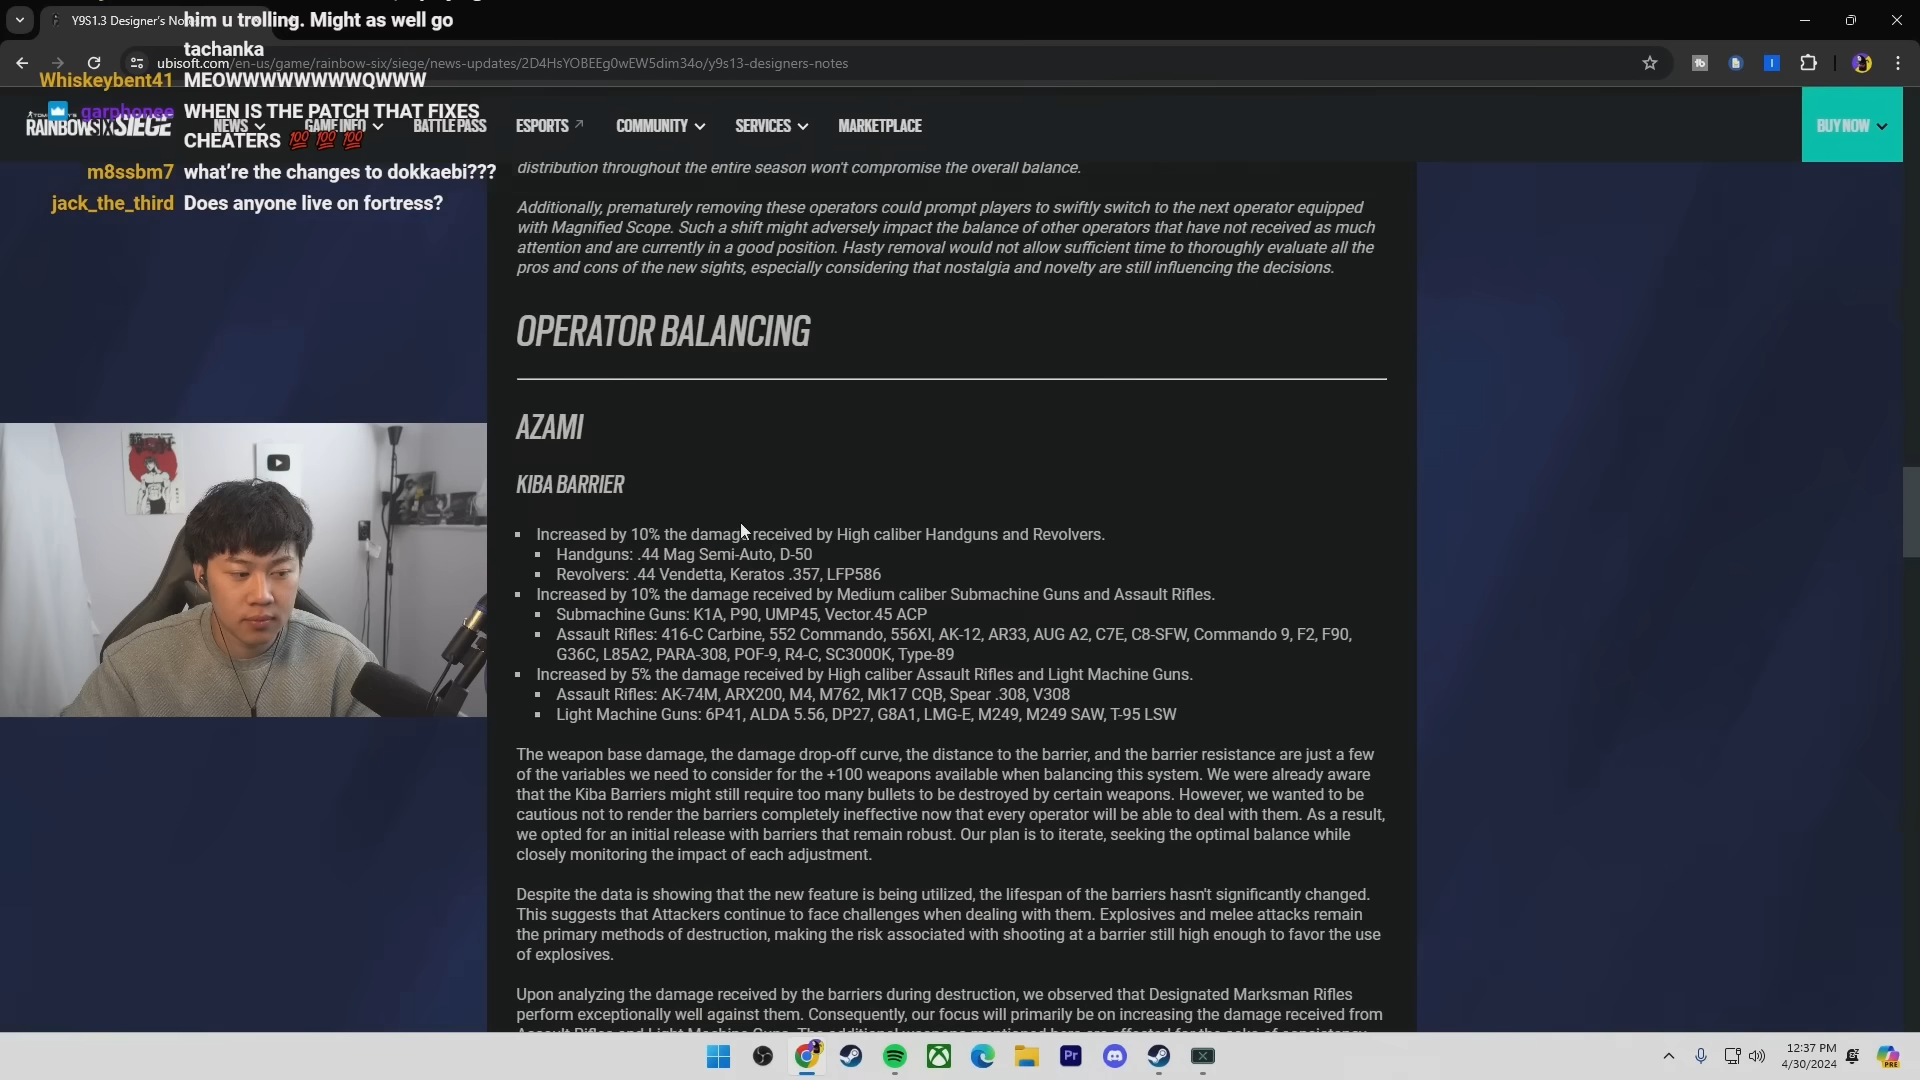 Y9S1.3 Designer's No
him u trolling. Might as well go
tachanka
ubisoft.com/en-us/game/rainbow-six/siege/news-updates/2D4HsYOBEEg0wEW5dim34o/y9s13-designers-notes
Whiskeybent41 MEOWWWWWWWWQWWW
garphonee WHEN IS THE PATCH THAT FIXES
CHEATERS 💯 💯 💯
m8ssbm7 what're the changes to dokkaebi???
jack_the_third Does anyone live on fortress?
RAINBOW SIX SIEGE NEWS GAME INFO BATTLE PASS ESPORTS COMMUNITY SERVICES MARKETPLACE BUY NOW
distribution throughout the entire season won't compromise the overall balance.
Additionally, prematurely removing these operators could prompt players to swiftly switch to the next operator equipped
with Magnified Scope. Such a shift might adversely impact the balance of other operators that have not received as much
attention and are currently in a good position. Hasty removal would not allow sufficient time to thoroughly evaluate all the
pros and cons of the new sights, especially considering that nostalgia and novelty are still influencing the decisions.
OPERATOR BALANCING
AZAMI
KIBA BARRIER
Increased by 10% the damage received by High caliber Handguns and Revolvers.
Handguns: .44 Mag Semi-Auto, D-50
Revolvers: .44 Vendetta, Keratos .357, LFP586
Increased by 10% the damage received by Medium caliber Submachine Guns and Assault Rifles.
Submachine Guns: K1A, P90, UMP45, Vector.45 ACP
Assault Rifles: 416-C Carbine, 552 Commando, 556XI, AK-12, AR33, AUG A2, C7E, C8-SFW, Commando 9, F2, F90,
G36C, L85A2, PARA-308, POF-9, R4-C, SC3000K, Type-89
Increased by 5% the damage received by High caliber Assault Rifles and Light Machine Guns.
Assault Rifles: AK-74M, ARX200, M4, M762, Mk17 CQB, Spear .308, V308
Light Machine Guns: 6P41, ALDA 5.56, DP27, G8A1, LMG-E, M249, M249 SAW, T-95 LSW
The weapon base damage, the damage drop-off curve, the distance to the barrier, and the barrier resistance are just a few
of the variables we need to consider for the +100 weapons available when balancing this system. We were already aware
that the Kiba Barriers might still require too many bullets to be destroyed by certain weapons. However, we wanted to be
cautious not to render the barriers completely ineffective now that every operator will be able to deal with them. As a result,
we opted for an initial release with barriers that remain robust. Our plan is to iterate, seeking the optimal balance while
closely monitoring the impact of each adjustment.
Despite the data is showing that the new feature is being utilized, the lifespan of the barriers hasn't significantly changed.
This suggests that Attackers continue to face challenges when dealing with them. Explosives and melee attacks remain
the primary methods of destruction, making the risk associated with shooting at a barrier still high enough to favor the use
of explosives.
Upon analyzing the damage received by the barriers during destruction, we observed that Designated Marksman Rifles
perform exceptionally well against them. Consequently, our focus will primarily be on increasing the damage received from
12:37 PM
4/30/2024